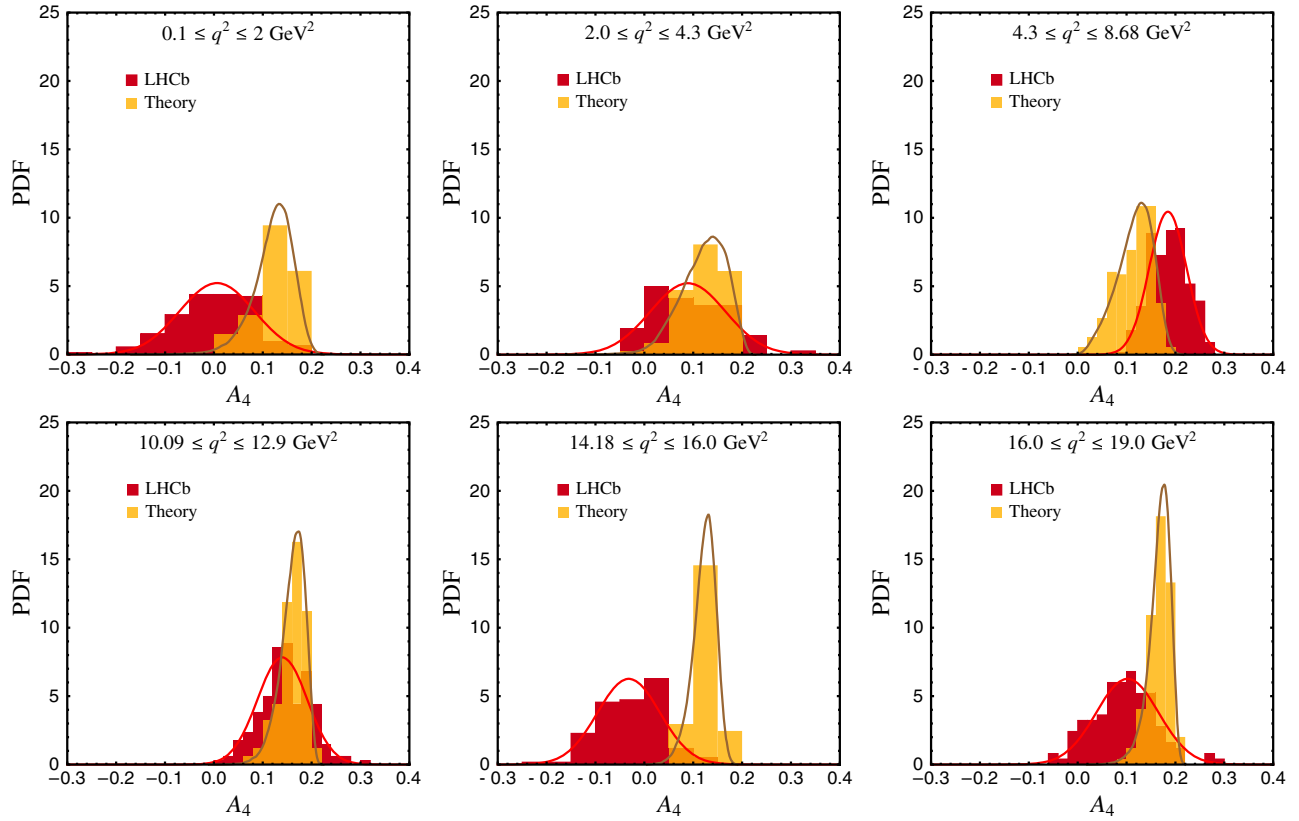 0.1 ≤ q² ≤ 2 GeV²
LHCb
Theory
25
20
15
10
5
0
PDF
−0.3 −0.2 −0.1 0.0 0.1 0.2 0.3 0.4
A₄
2.0 ≤ q² ≤ 4.3 GeV²
LHCb
Theory
25
20
15
10
5
0
PDF
−0.3 −0.2 −0.1 0.0 0.1 0.2 0.3 0.4
A₄
4.3 ≤ q² ≤ 8.68 GeV²
LHCb
Theory
25
20
15
10
5
0
PDF
- 0.3 - 0.2 - 0.1 0.0 0.1 0.2 0.3 0.4
A₄
10.09 ≤ q² ≤ 12.9 GeV²
LHCb
Theory
25
20
15
10
5
0
PDF
−0.3 −0.2 −0.1 0.0 0.1 0.2 0.3 0.4
A₄
14.18 ≤ q² ≤ 16.0 GeV²
LHCb
Theory
25
20
15
10
5
0
PDF
- 0.3 - 0.2 - 0.1 0.0 0.1 0.2 0.3 0.4
A₄
16.0 ≤ q² ≤ 19.0 GeV²
LHCb
Theory
25
20
15
10
5
0
PDF
−0.3 −0.2 −0.1 0.0 0.1 0.2 0.3 0.4
A₄